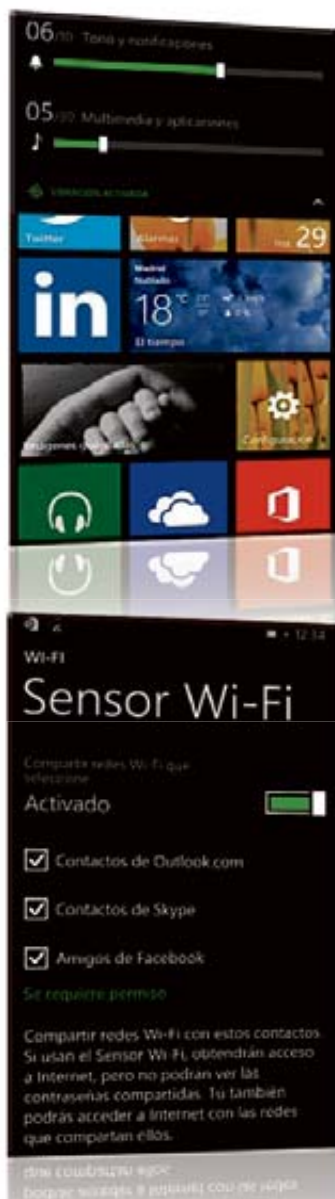 06/10 Tono y notificaciones
05/30 Multimedia y aplicaciones
VIBRACIÓN ACTIVADA
Twitter
Alarmas
29
in
Madrid
Nublado
18 °C
El tiempo
Configuración
12:34
WI-FI
Sensor Wi-Fi
Compartir redes Wi-Fi que
seleccione
Activado
Contactos de Outlook.com
Contactos de Skype
Amigos de Facebook
Se requiere permiso
Compartir redes Wi-Fi con estos contactos.
Si usan el Sensor Wi-Fi, obtendrán acceso
a Internet, pero no podrán ver las
contraseñas compartidas. Tú también
podrás acceder a Internet con las redes
que compartan ellos.